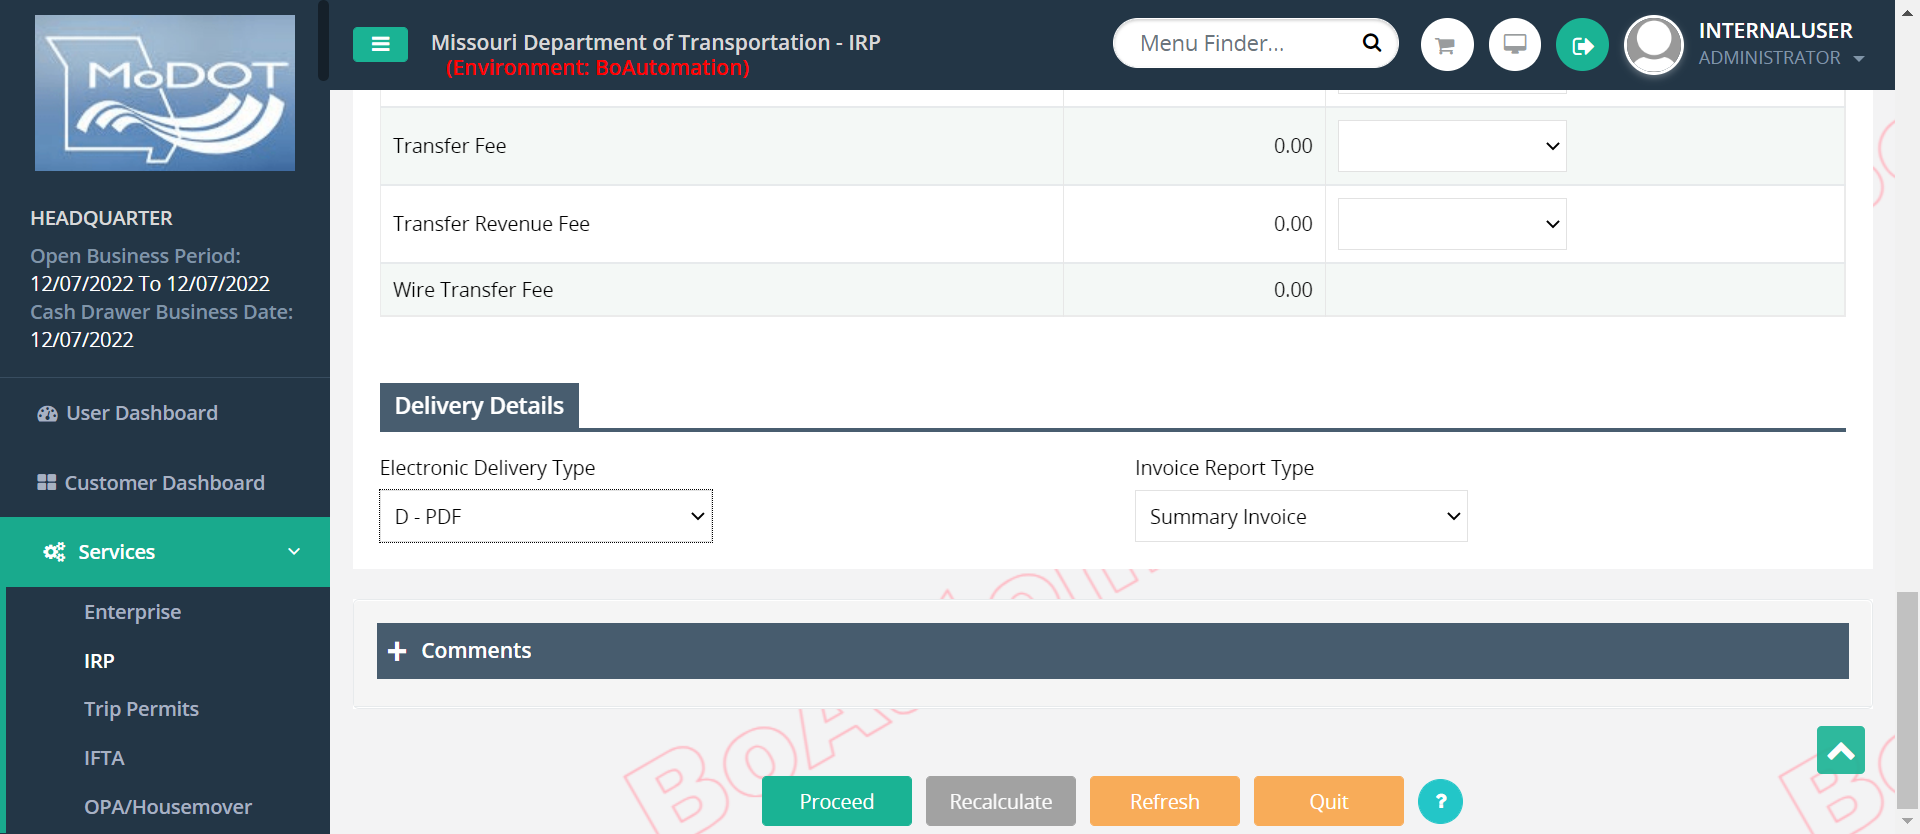 MoDOT
Missouri Department of Transportation - IRP
(Environment: BoAutomation)
Menu Finder...
INTERNALUSER
ADMINISTRATOR
HEADQUARTER
Open Business Period:
12/07/2022 To 12/07/2022
Cash Drawer Business Date:
12/07/2022
User Dashboard
Customer Dashboard
Services
Enterprise
IRP
Trip Permits
IFTA
OPA/Housemover
Transfer Fee 0.00
Transfer Revenue Fee 0.00
Wire Transfer Fee 0.00
Delivery Details
Electronic Delivery Type Invoice Report Type
D - PDF Summary Invoice
Comments
Proceed Recalculate Refresh Quit ?